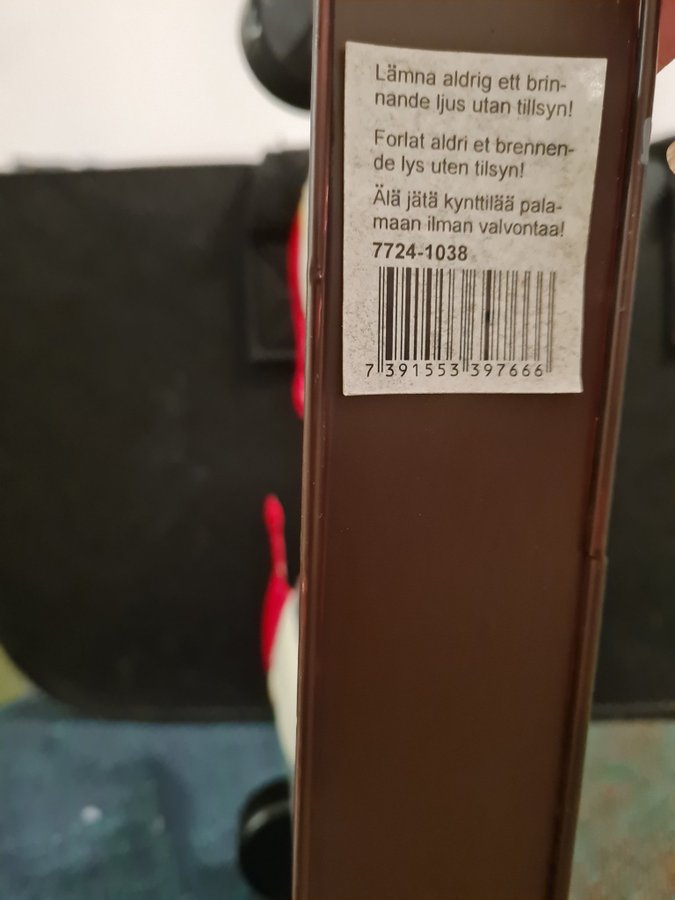 Lämna aldrig ett brin-
nande ljus utan tillsyn!
Forlat aldri et brennen-
de lys uten tilsyn!
Älä jätä kynttilää pala-
maan ilman valvontaa!
7724-1038
7 391553 397666